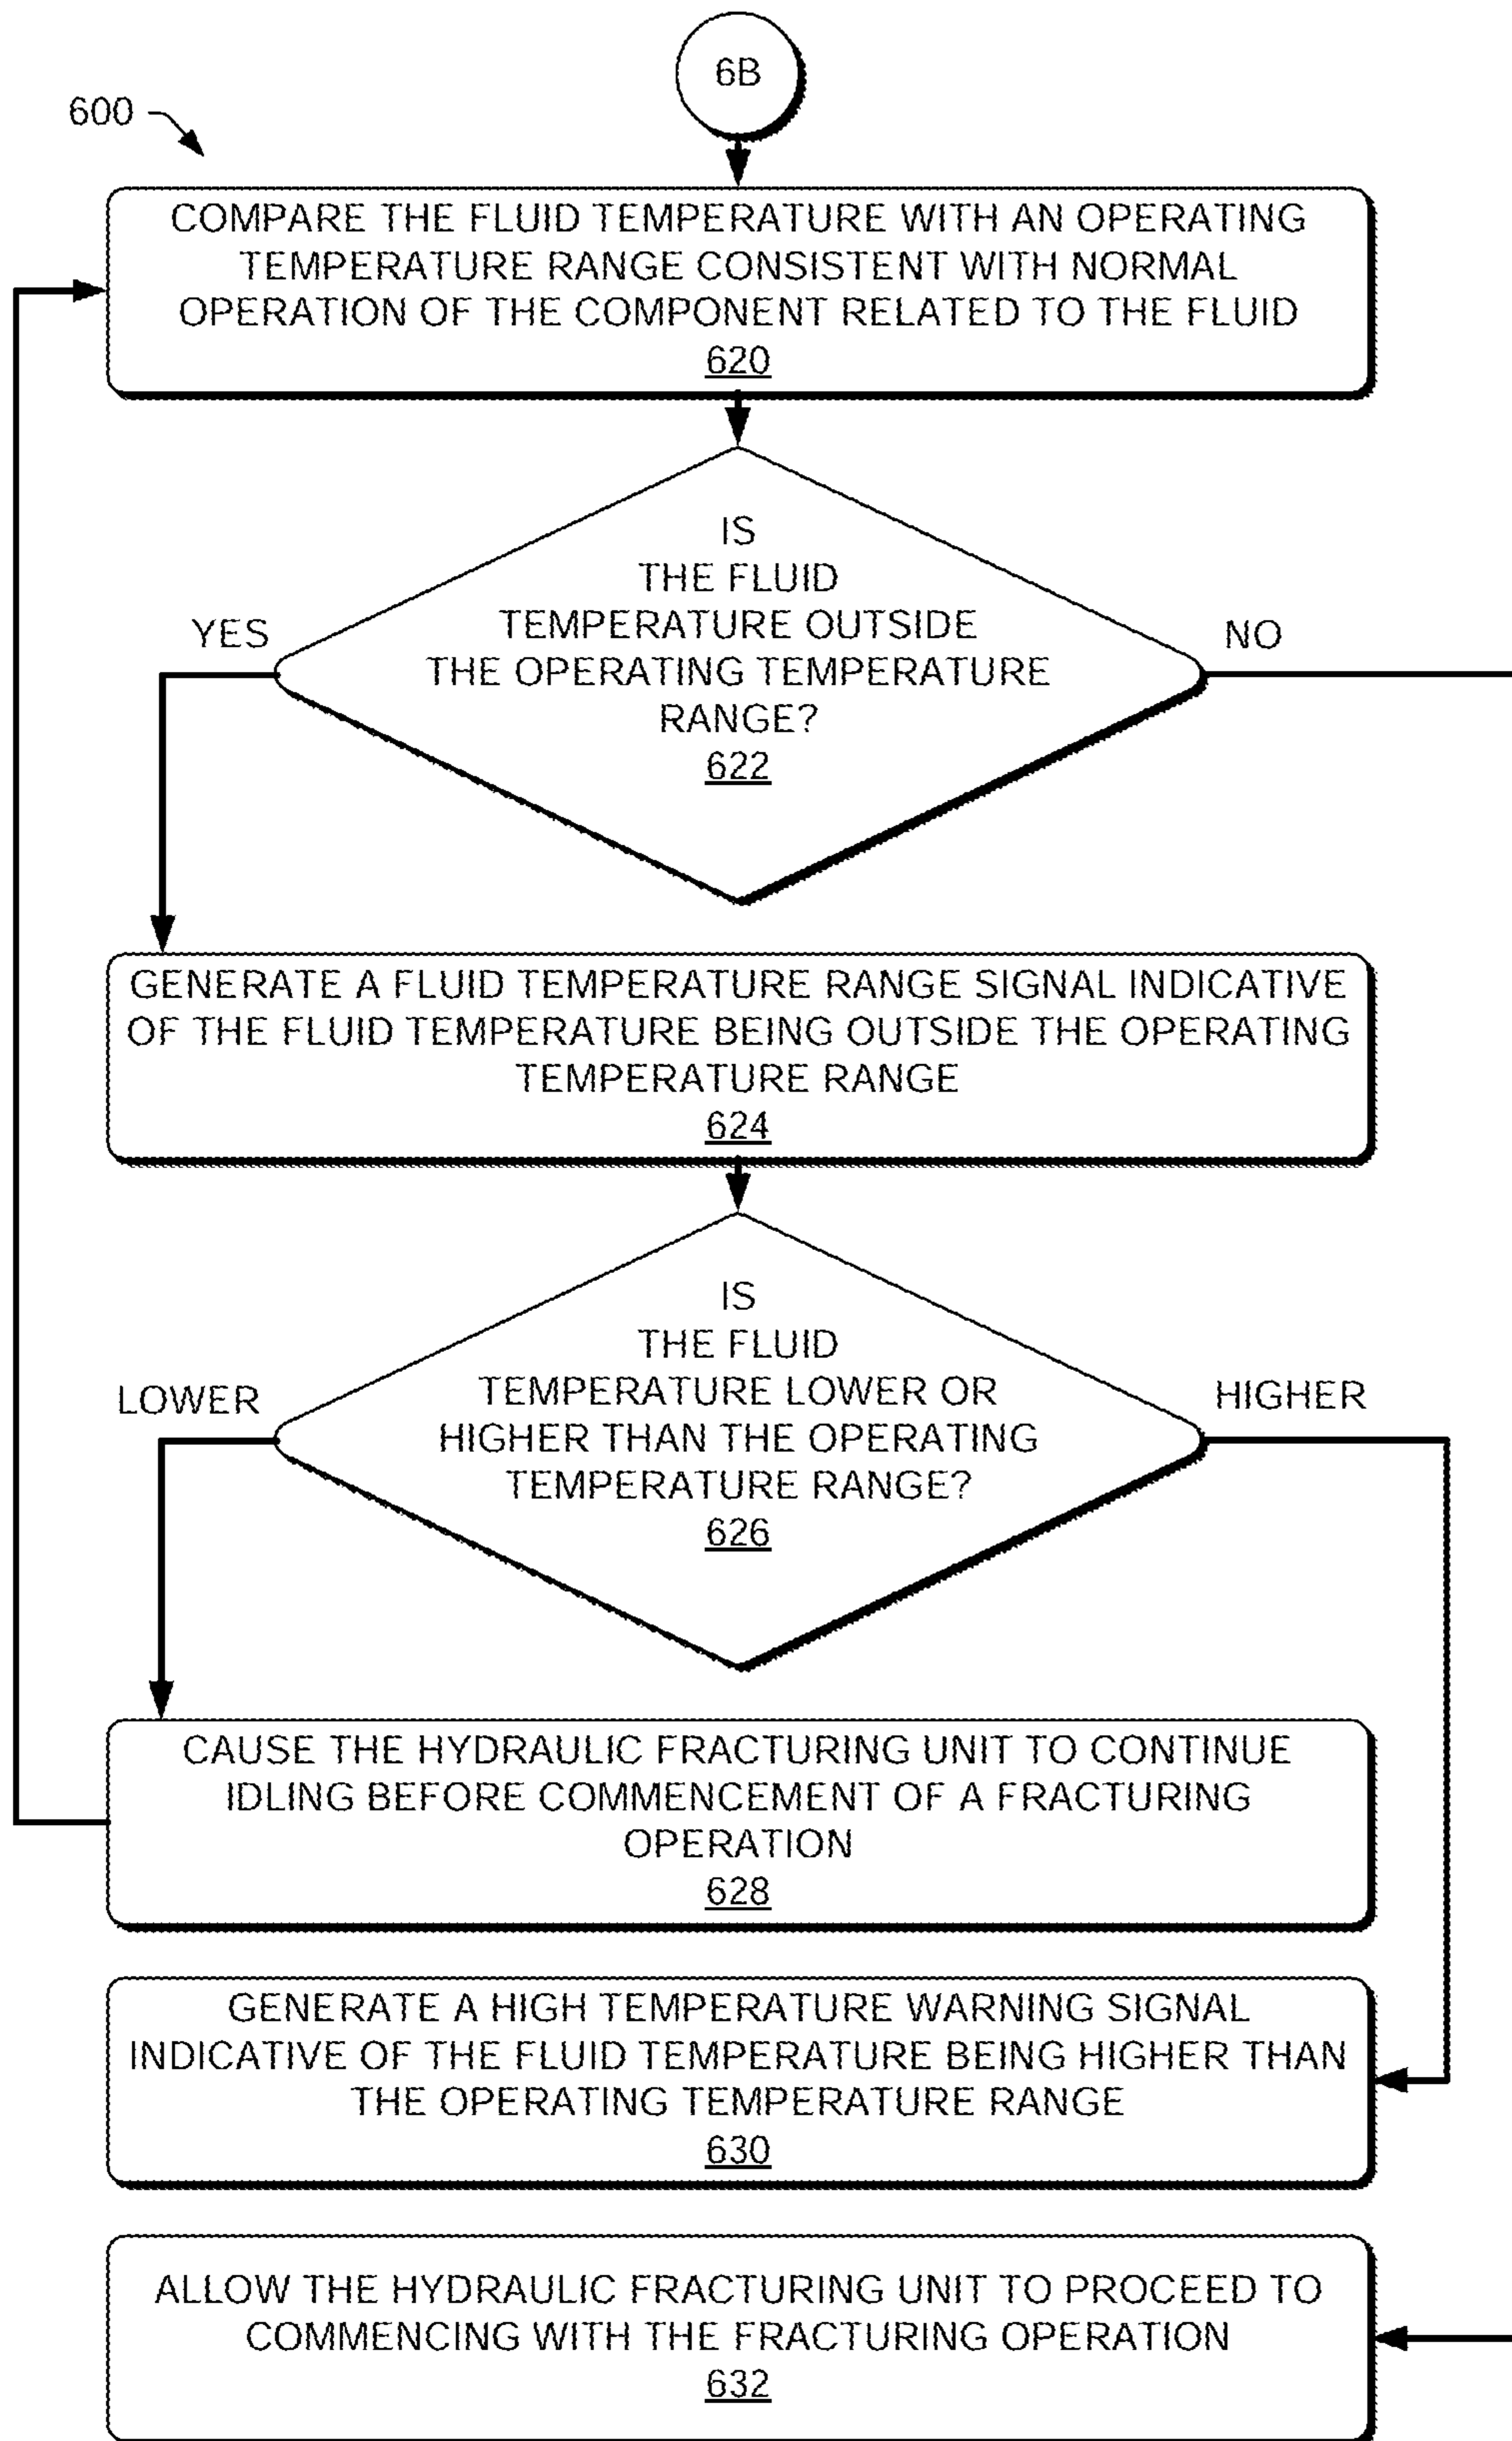 6B
600
COMPARE THE FLUID TEMPERATURE WITH AN OPERATING
TEMPERATURE RANGE CONSISTENT WITH NORMAL
OPERATION OF THE COMPONENT RELATED TO THE FLUID
620
IS
THE FLUID
TEMPERATURE OUTSIDE
THE OPERATING TEMPERATURE
RANGE?
622
YES
NO
GENERATE A FLUID TEMPERATURE RANGE SIGNAL INDICATIVE
OF THE FLUID TEMPERATURE BEING OUTSIDE THE OPERATING
TEMPERATURE RANGE
624
IS
THE FLUID
TEMPERATURE LOWER OR
HIGHER THAN THE OPERATING
TEMPERATURE RANGE?
626
LOWER
HIGHER
CAUSE THE HYDRAULIC FRACTURING UNIT TO CONTINUE
IDLING BEFORE COMMENCEMENT OF A FRACTURING
OPERATION
628
GENERATE A HIGH TEMPERATURE WARNING SIGNAL
INDICATIVE OF THE FLUID TEMPERATURE BEING HIGHER THAN
THE OPERATING TEMPERATURE RANGE
630
ALLOW THE HYDRAULIC FRACTURING UNIT TO PROCEED TO
COMMENCING WITH THE FRACTURING OPERATION
632